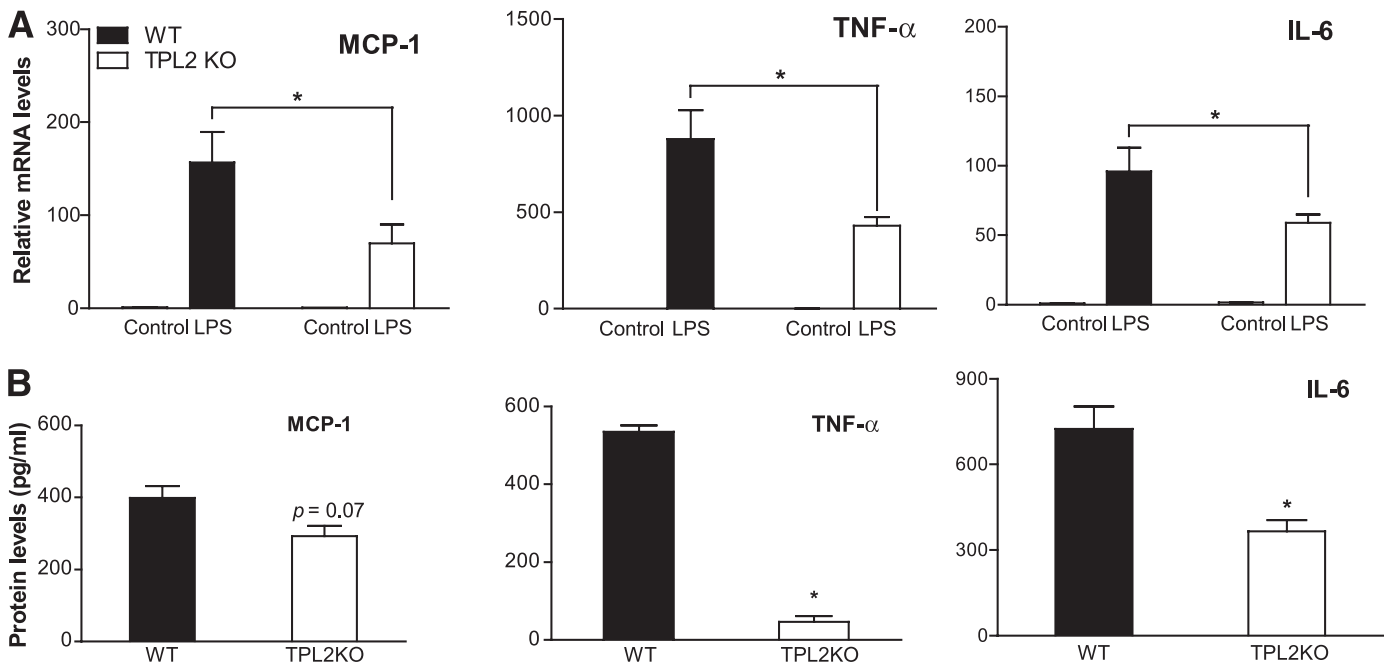 A
Relative mRNA levels
WT
TPL2 KO
MCP-1
*
300
200
100
0
Control LPS Control LPS
TNF-α
*
1500
1000
500
0
Control LPS Control LPS
IL-6
*
200
150
100
50
0
Control LPS Control LPS
B
Protein levels (pg/ml)
MCP-1
600
400
200
0
p = 0.07
WT TPL2KO
TNF-α
600
400
200
0
*
WT TPL2KO
IL-6
900
600
300
0
*
WT TPL2KO